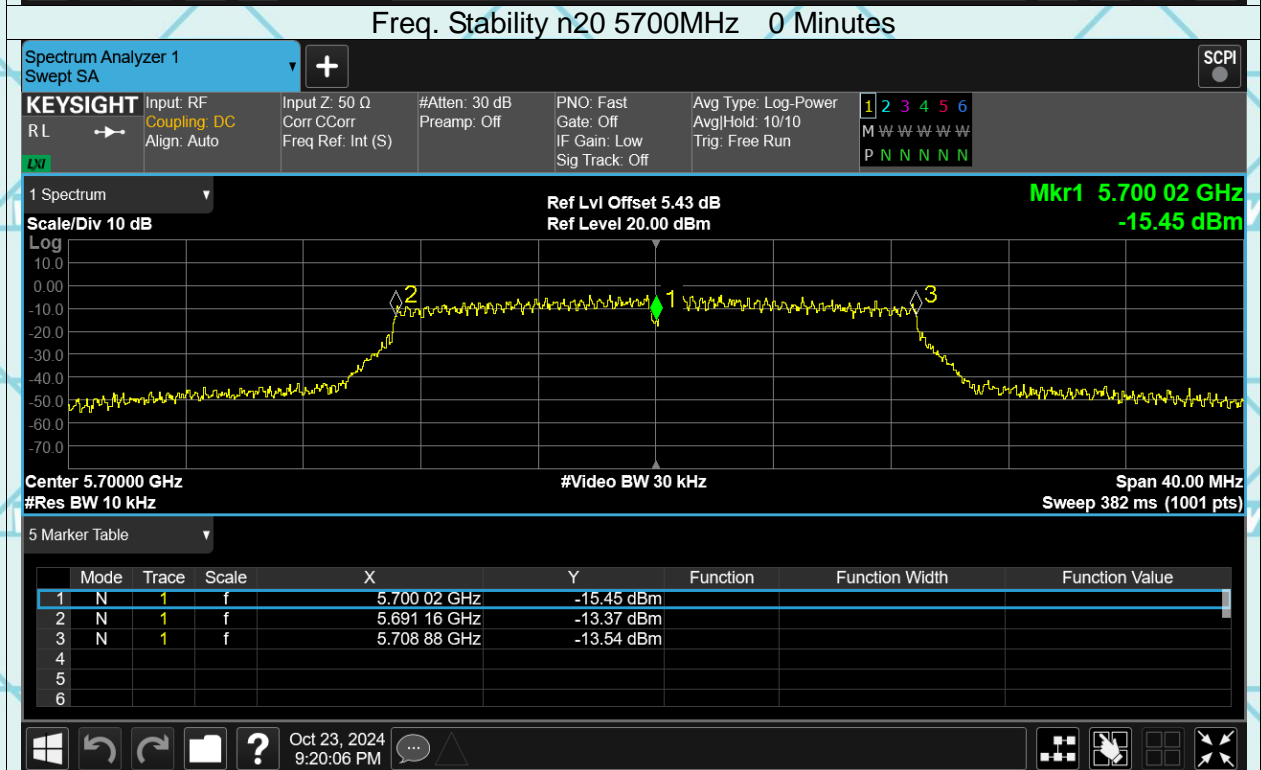 Freq. Stability n20 5700MHz 0 Minutes
Spectrum Analyzer 1
Swept SA
+
SCPI
KEYSIGHT
R L
LXI
Input: RF
Coupling: DC
Align: Auto
Input Z: 50 Ω
Corr CCorr
Freq Ref: Int (S)
#Atten: 30 dB
Preamp: Off
PNO: Fast
Gate: Off
IF Gain: Low
Sig Track: Off
Avg Type: Log-Power
Avg|Hold: 10/10
Trig: Free Run
1 2 3 4 5 6
M W W W W W
P N N N N N
1 Spectrum
Scale/Div 10 dB
Ref Lvl Offset 5.43 dB
Ref Level 20.00 dBm
Mkr1 5.700 02 GHz
-15.45 dBm
Log
10.0
0.00
-10.0
-20.0
-30.0
-40.0
-50.0
-60.0
-70.0
2
1
3
Center 5.70000 GHz
#Res BW 10 kHz
#Video BW 30 kHz
Span 40.00 MHz
Sweep 382 ms (1001 pts)
5 Marker Table
Mode Trace Scale X Y Function Function Width Function Value
1 N 1 f 5.700 02 GHz -15.45 dBm
2 N 1 f 5.691 16 GHz -13.37 dBm
3 N 1 f 5.708 88 GHz -13.54 dBm
4
5
6
?
Oct 23, 2024
9:20:06 PM